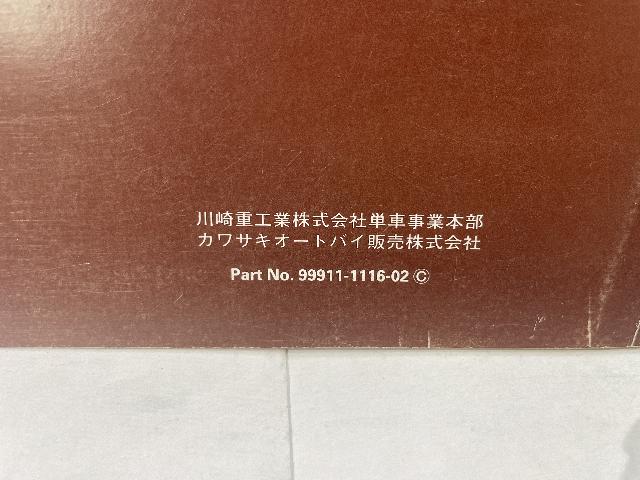 川崎重工業株式会社単車事業本部
カワサキオートバイ販売株式会社
Part No. 99911-1116-02 ©